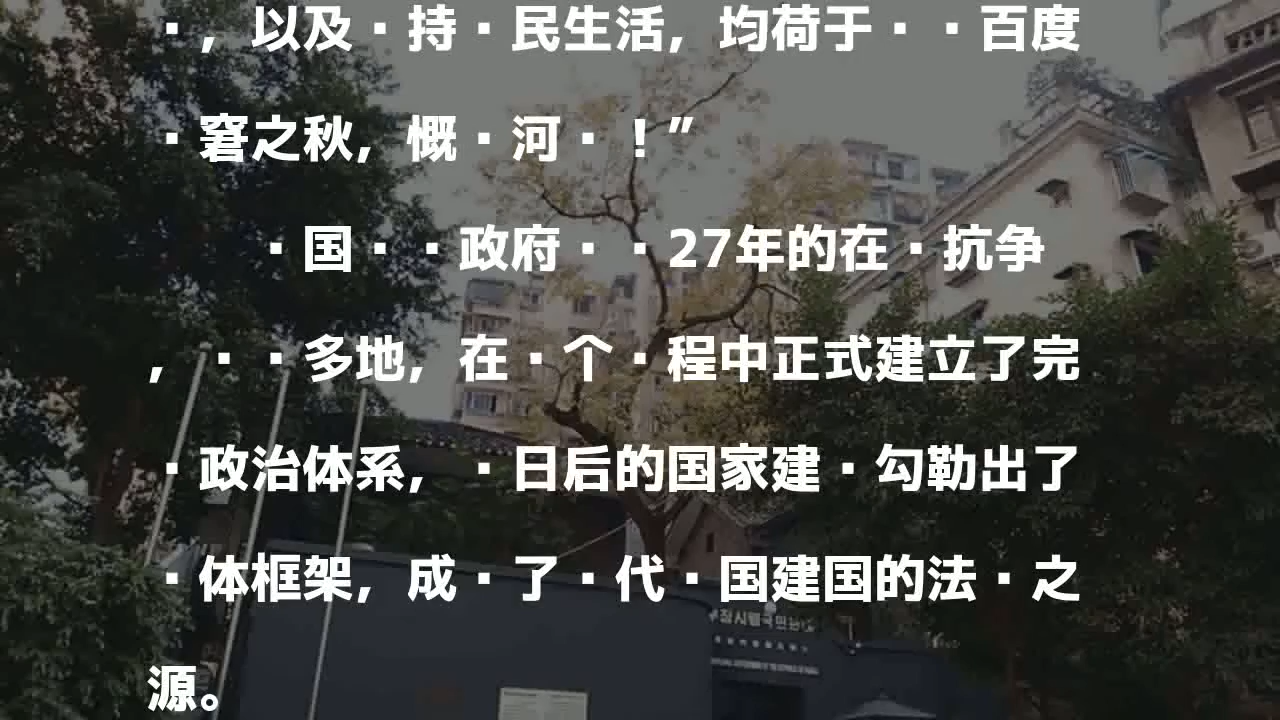 ·，以及·持·民生活，均荷于··百度
·窘之秋，慨·河·！”
·国··政府··27年的在·抗争
，··多地，在·个·程中正式建立了完
·政治体系，·日后的国家建·勾勒出了
·体框架，成·了·代·国建国的法·之
源。